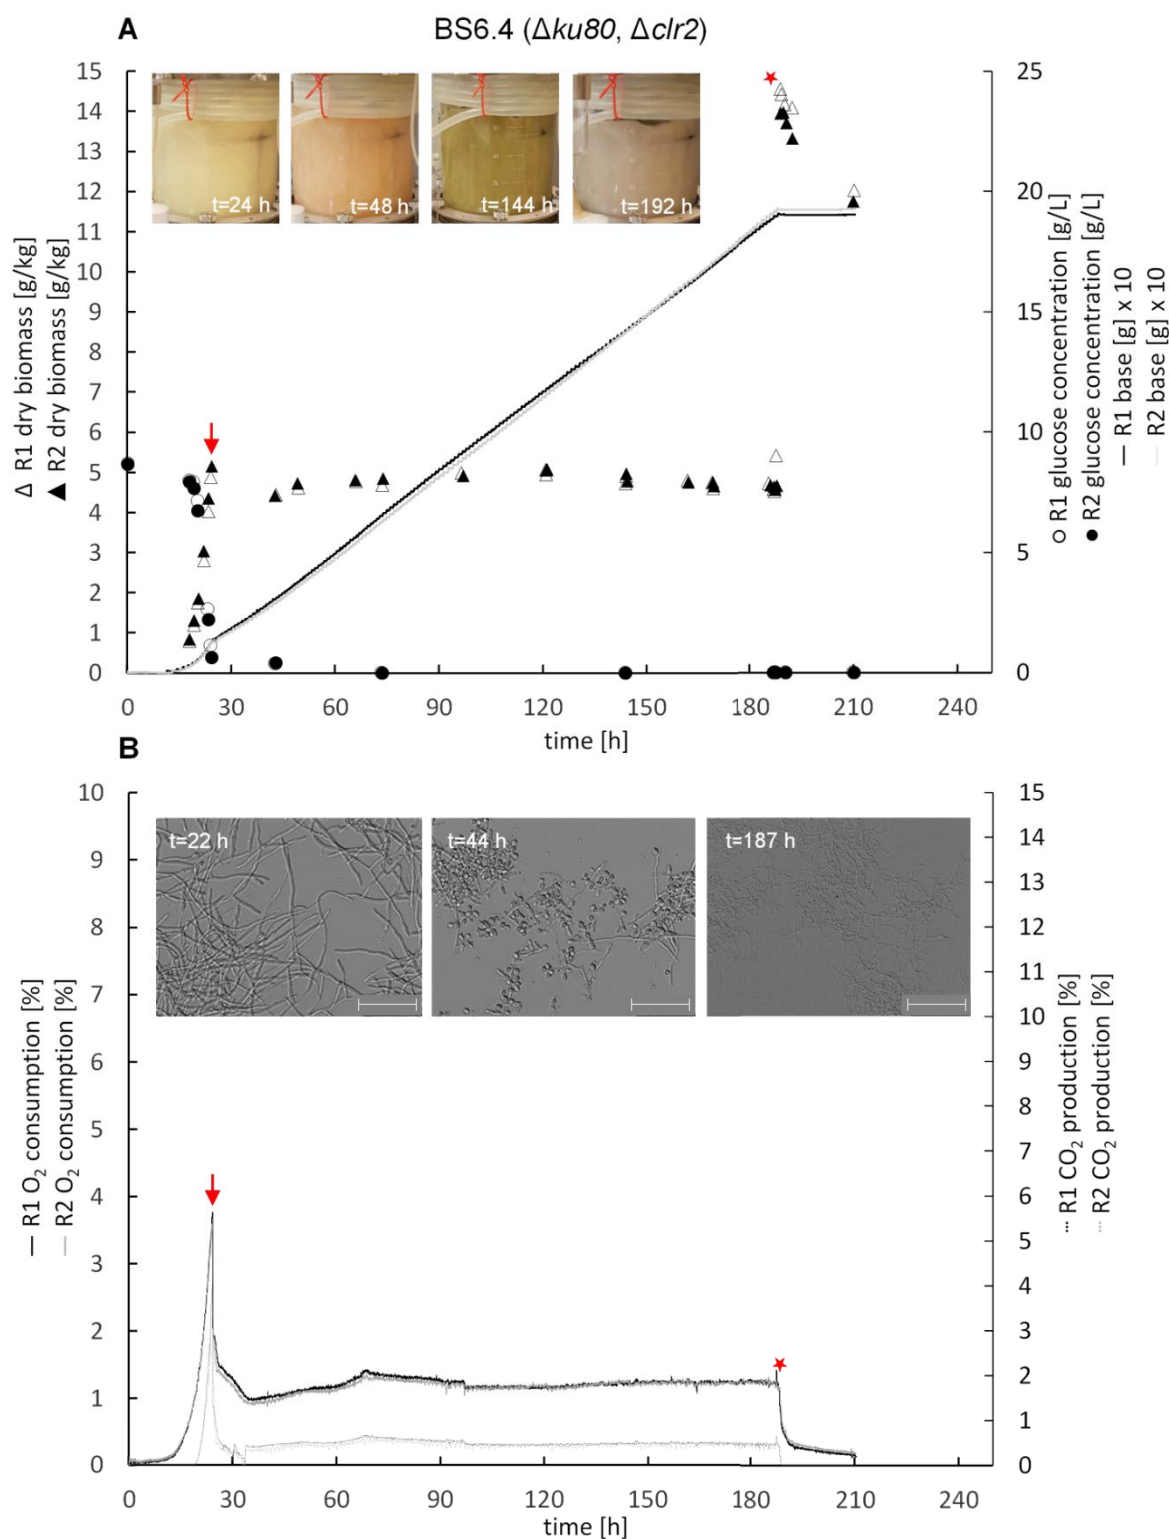 A
BS6.4 (Δku80, Δclr2)
15
14
13
12
11
10
9
8
7
6
5
4
3
2
1
0
25
20
15
10
5
0
t=24 h
t=48 h
t=144 h
t=192 h
△ R1 dry biomass [g/kg]
▲ R2 dry biomass [g/kg]
○ R1 glucose concentration [g/L]
● R2 glucose concentration [g/L]
— R1 base [g] x 10
— R2 base [g] x 10
0 30 60 90 120 150 180 210 240
time [h]
B
10
9
8
7
6
5
4
3
2
1
0
15
14
13
12
11
10
9
8
7
6
5
4
3
2
1
0
t=22 h
t=44 h
t=187 h
— R1 O₂ consumption [%]
— R2 O₂ consumption [%]
R1 CO₂ production [%]
R2 CO₂ production [%]
0 30 60 90 120 150 180 210 240
time [h]